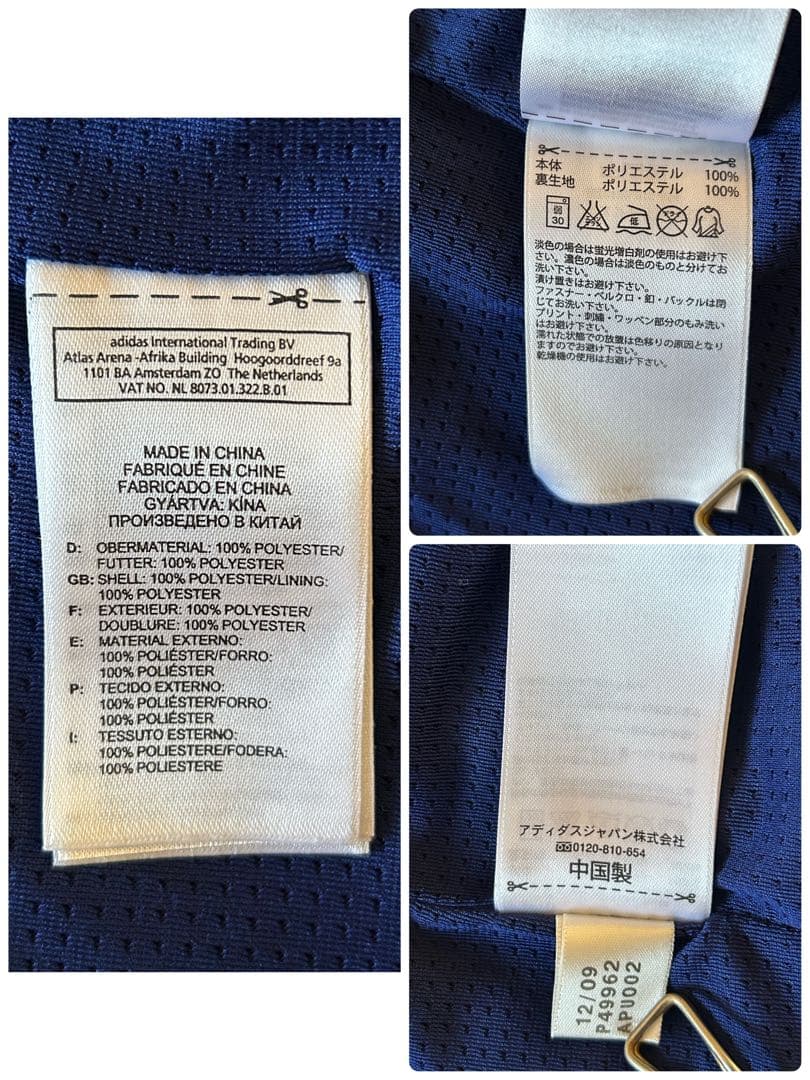 adidas International Trading BV
Atlas Arena -Afrika Building Hoogoorddreef 9a
1101 BA Amsterdam ZO The Netherlands
VAT NO. NL 8073.01.322.B.01
MADE IN CHINA
FABRIQUÉ EN CHINE
FABRICADO EN CHINA
GYÁRTVA: KÍNA
ПРОИЗВЕДЕНО В КИТАЙ
D: OBERMATERIAL: 100% POLYESTER/
FUTTER: 100% POLYESTER
GB: SHELL: 100% POLYESTER/LINING:
100% POLYESTER
F: EXTERIEUR: 100% POLYESTER/
DOUBLURE: 100% POLYESTER
E: MATERIAL EXTERNO:
100% POLIÉSTER/FORRO:
100% POLIÉSTER
P: TECIDO EXTERNO:
100% POLIÉSTER/FORRO:
100% POLIÉSTER
I: TESSUTO ESTERNO:
100% POLIESTERE/FODERA:
100% POLIESTERE
本体 ポリエステル 100%
裏生地 ポリエステル 100%
弱 30 低
淡色の場合は蛍光増白剤の使用はお避け下
さい。濃色の場合は淡色のものと分けてお
洗い下さい。
漬け置きはお避け下さい。
ファスナー・ベルクロ・釦・バックルは閉
じてお洗い下さい。
プリント・刺繍・ワッペン部分のもみ洗い
はお避け下さい。
濡れた状態での放置は色移りの原因となり
ますのでお避け下さい。
乾燥機の使用はお避け下さい。
アディダスジャパン株式会社
0120-810-654
中国製
12/09
P49962
APU002